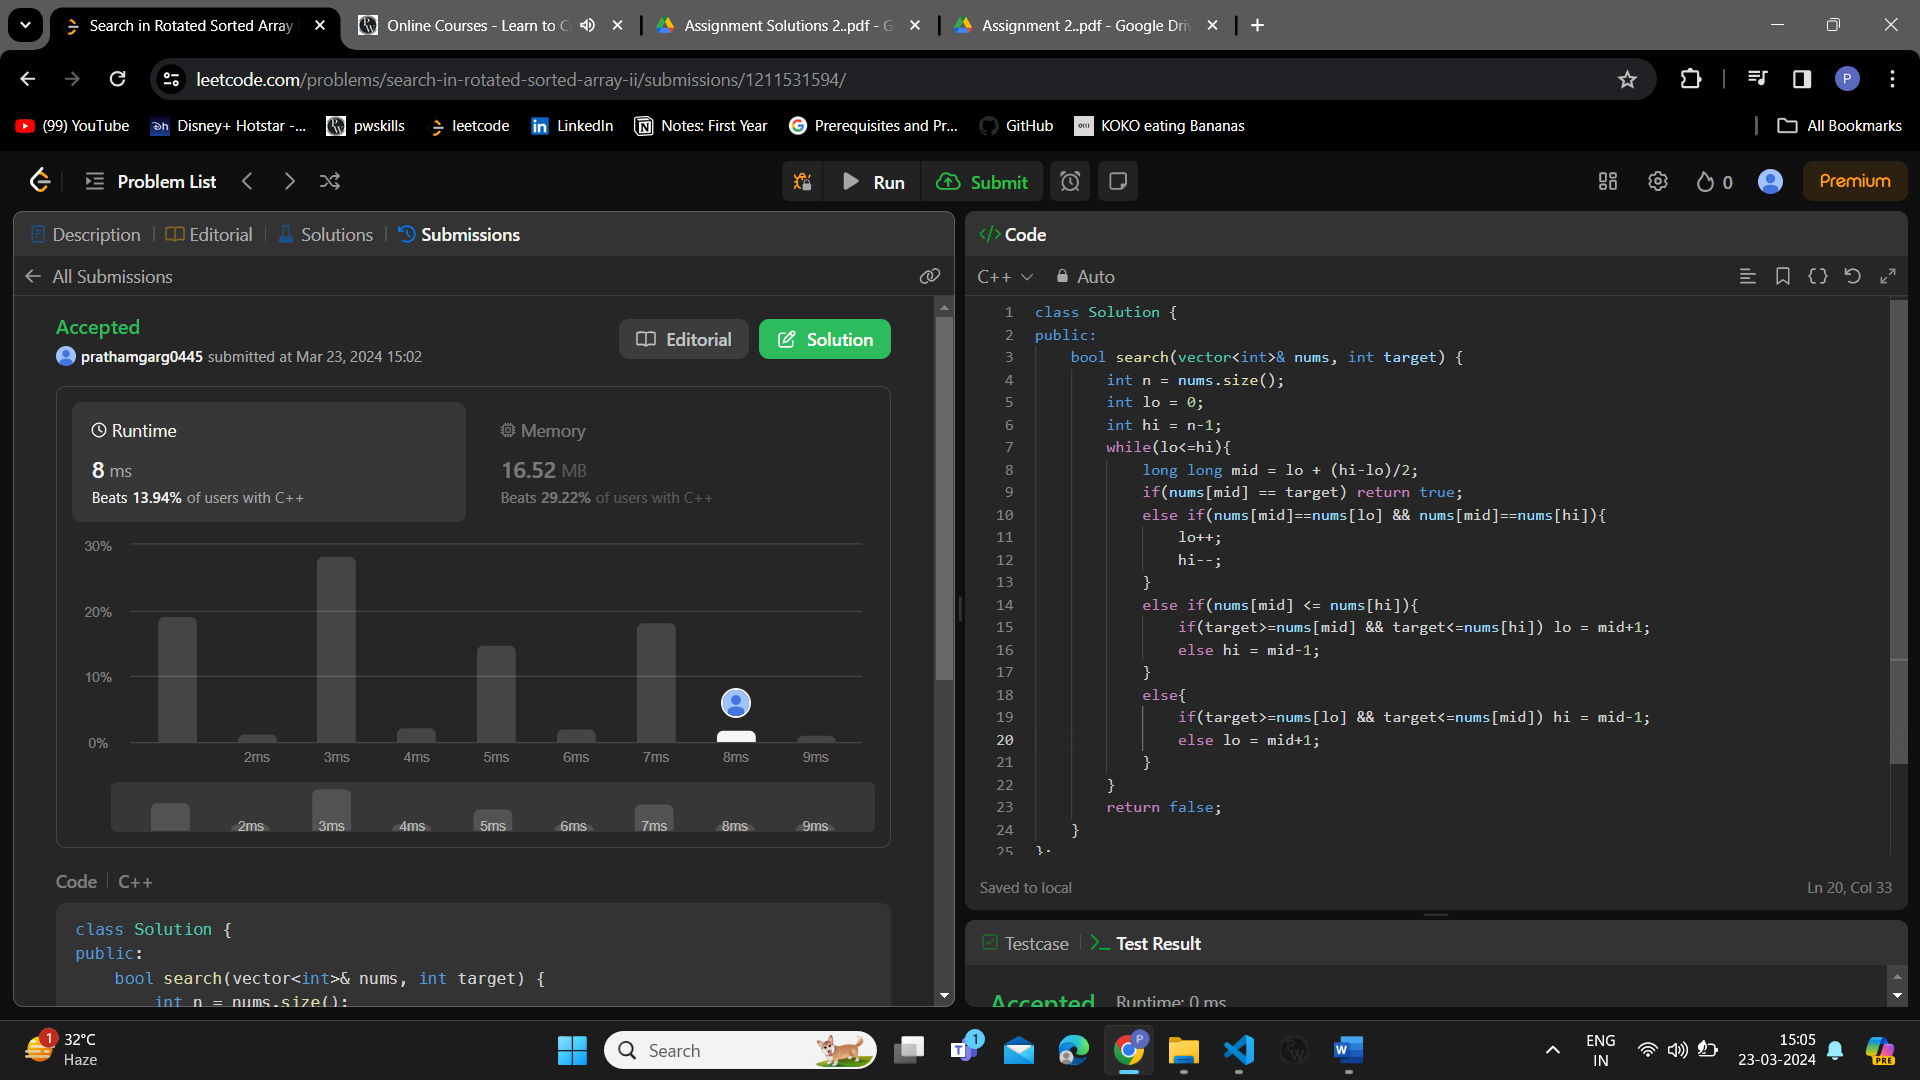 Search in Rotated Sorted Array
Online Courses - Learn to C
Assignment Solutions 2..pdf - G
Assignment 2..pdf - Google Dri
leetcode.com/problems/search-in-rotated-sorted-array-ii/submissions/1211531594/
P
(99) YouTube
Disney+ Hotstar -...
pwskills
leetcode
LinkedIn
Notes: First Year
Prerequisites and Pr...
GitHub
KOKO eating Bananas
All Bookmarks
Problem List
Run
Submit
0
Premium
Description
Editorial
Solutions
Submissions
All Submissions
Accepted
prathamgarg0445 submitted at Mar 23, 2024 15:02
Editorial
Solution
Runtime
8 ms
Beats 13.94% of users with C++
Memory
16.52 MB
Beats 29.22% of users with C++
30%
20%
10%
0%
2ms 3ms 4ms 5ms 6ms 7ms 8ms 9ms
2ms 3ms 4ms 5ms 6ms 7ms 8ms 9ms
Code C++
class Solution {
public:
bool search(vector<int>& nums, int target) {
int n = nums.size();
</> Code
C++ Auto
1 class Solution {
2 public:
3 bool search(vector<int>& nums, int target) {
4 int n = nums.size();
5 int lo = 0;
6 int hi = n-1;
7 while(lo<=hi){
8 long long mid = lo + (hi-lo)/2;
9 if(nums[mid] == target) return true;
10 else if(nums[mid]==nums[lo] && nums[mid]==nums[hi]){
11 lo++;
12 hi--;
13 }
14 else if(nums[mid] <= nums[hi]){
15 if(target>=nums[mid] && target<=nums[hi]) lo = mid+1;
16 else hi = mid-1;
17 }
18 else{
19 if(target>=nums[lo] && target<=nums[mid]) hi = mid-1;
20 else lo = mid+1;
21 }
22 }
23 return false;
24 }
25 };
Saved to local
Ln 20, Col 33
Testcase
Test Result
Accepted Runtime: 0 ms
1
32°C
Haze
Search
1
P
ENG
IN
15:05
23-03-2024
PRE